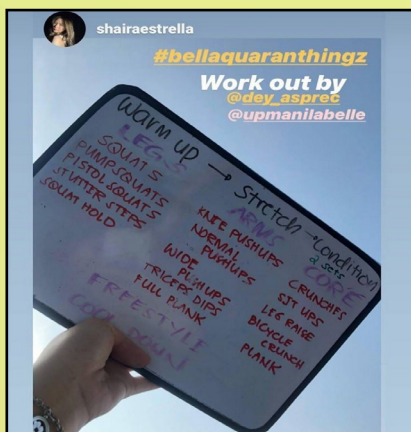 shairaestrella
#bellaquaranthingz
Work out by
@dey_asprec
@upmanilabelle
Warm up → Stretch → Condition
2 sets
LEGS
SQUATS
PUMP SQUATS
PISTOL SQUATS
STUTTER STEPS
SQUAT HOLD
ARMS
KNEE PUSHUPS
NORMAL
PUSHUPS
WIDE
PUSHUPS
TRICEPS DIPS
FULL PLANK
CORE
CRUNCHES
SIT UPS
LEG RAISE
BICYCLE
CRUNCH
PLANK
FREESTYLE
COOL DOWN!